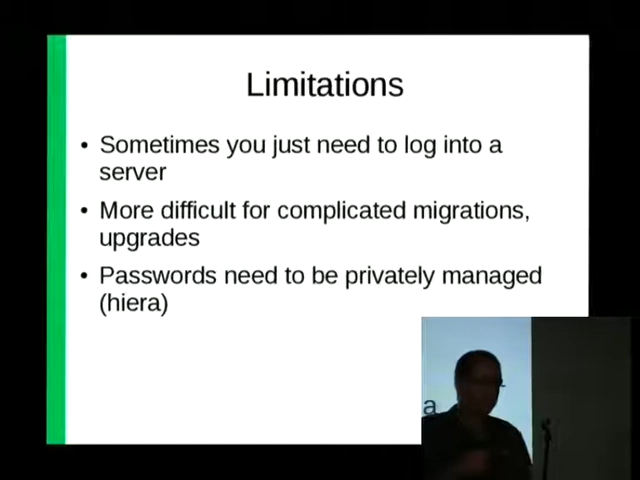 Limitations
• Sometimes you just need to log into a
server
• More difficult for complicated migrations,
upgrades
• Passwords need to be privately managed
(hiera)
a